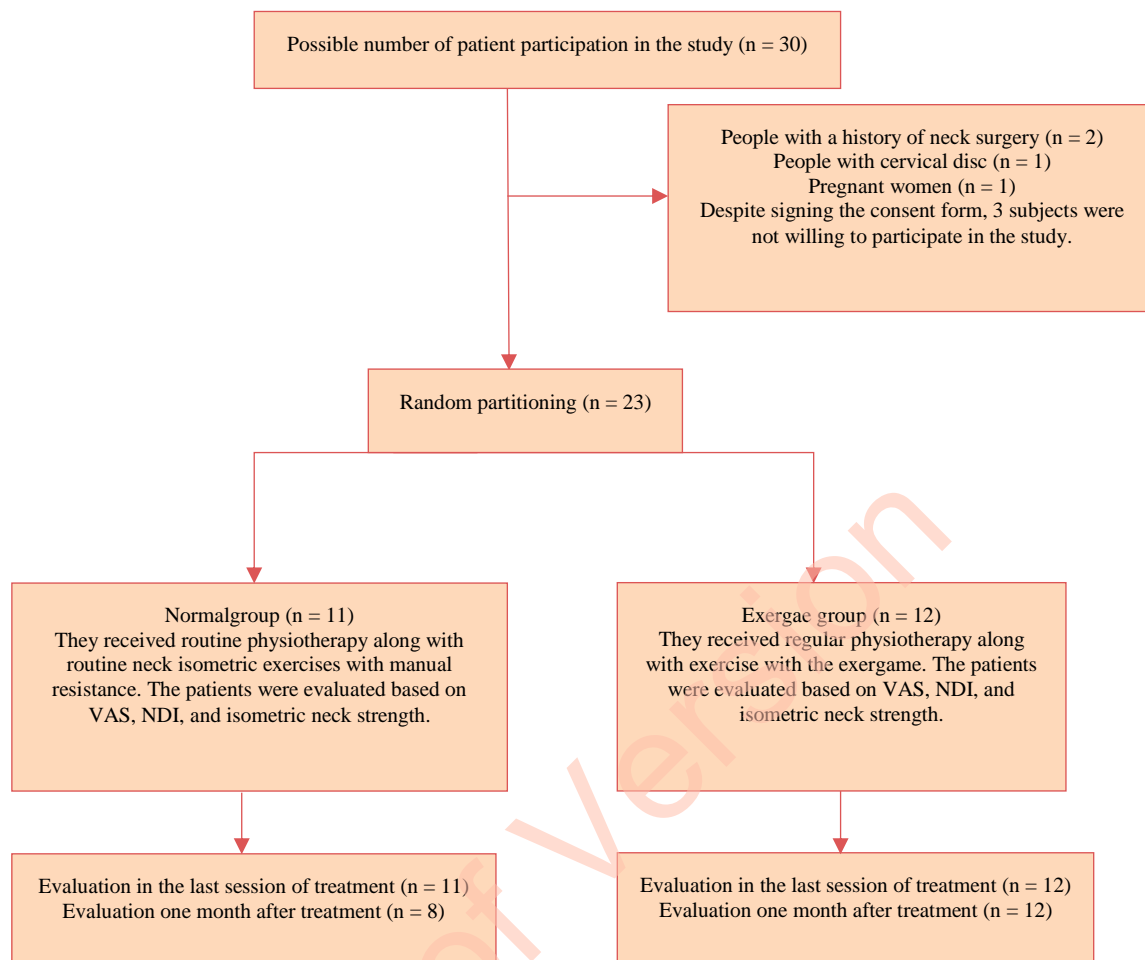 Possible number of patient participation in the study (n = 30)
People with a history of neck surgery (n = 2)
People with cervical disc (n = 1)
Pregnant women (n = 1)
Despite signing the consent form, 3 subjects were
not willing to participate in the study.
Random partitioning (n = 23)
Normalgroup (n = 11)
They received routine physiotherapy along with
routine neck isometric exercises with manual
resistance. The patients were evaluated based on
VAS, NDI, and isometric neck strength.
Exergae group (n = 12)
They received regular physiotherapy along
with exercise with the exergame. The patients
were evaluated based on VAS, NDI, and
isometric neck strength.
Evaluation in the last session of treatment (n = 11)
Evaluation one month after treatment (n = 8)
Evaluation in the last session of treatment (n = 12)
Evaluation one month after treatment (n = 12)
of Version